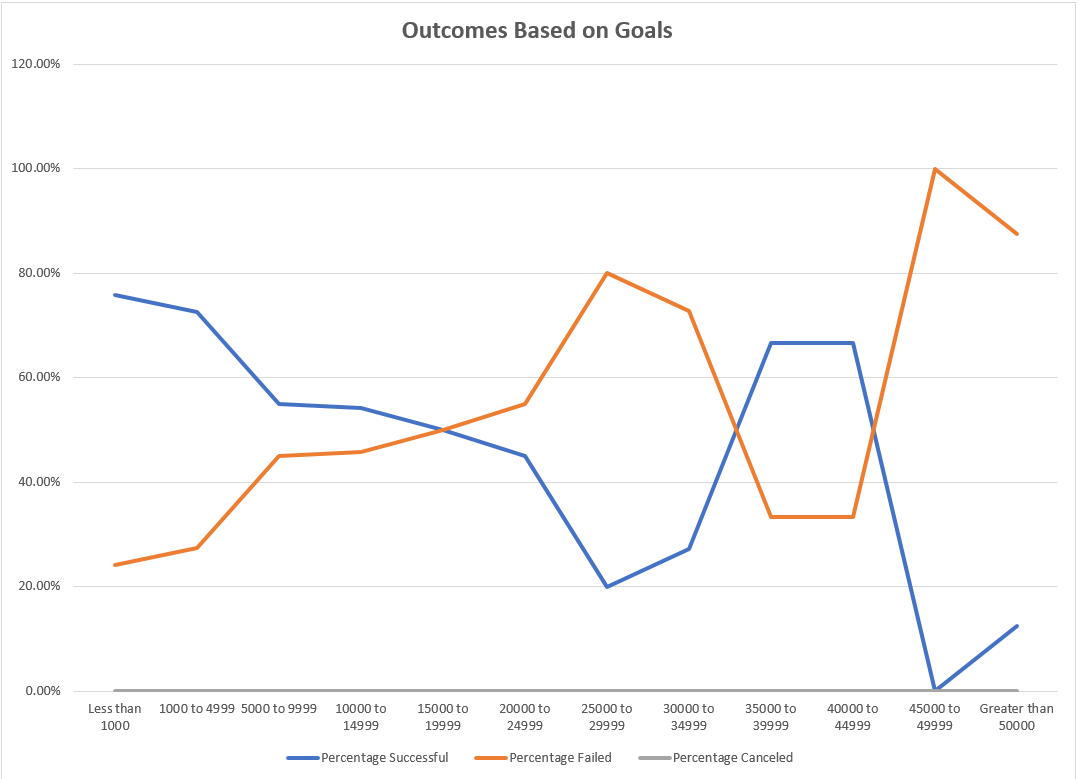 Outcomes Based on Goals
120.00%
100.00%
80.00%
60.00%
40.00%
20.00%
0.00%
Less than 1000 to 4999 5000 to 9999 10000 to 15000 to 20000 to 25000 to 30000 to 35000 to 40000 to 45000 to Greater than
1000 14999 19999 24999 29999 34999 39999 44999 49999 50000
Percentage Successful Percentage Failed Percentage Canceled